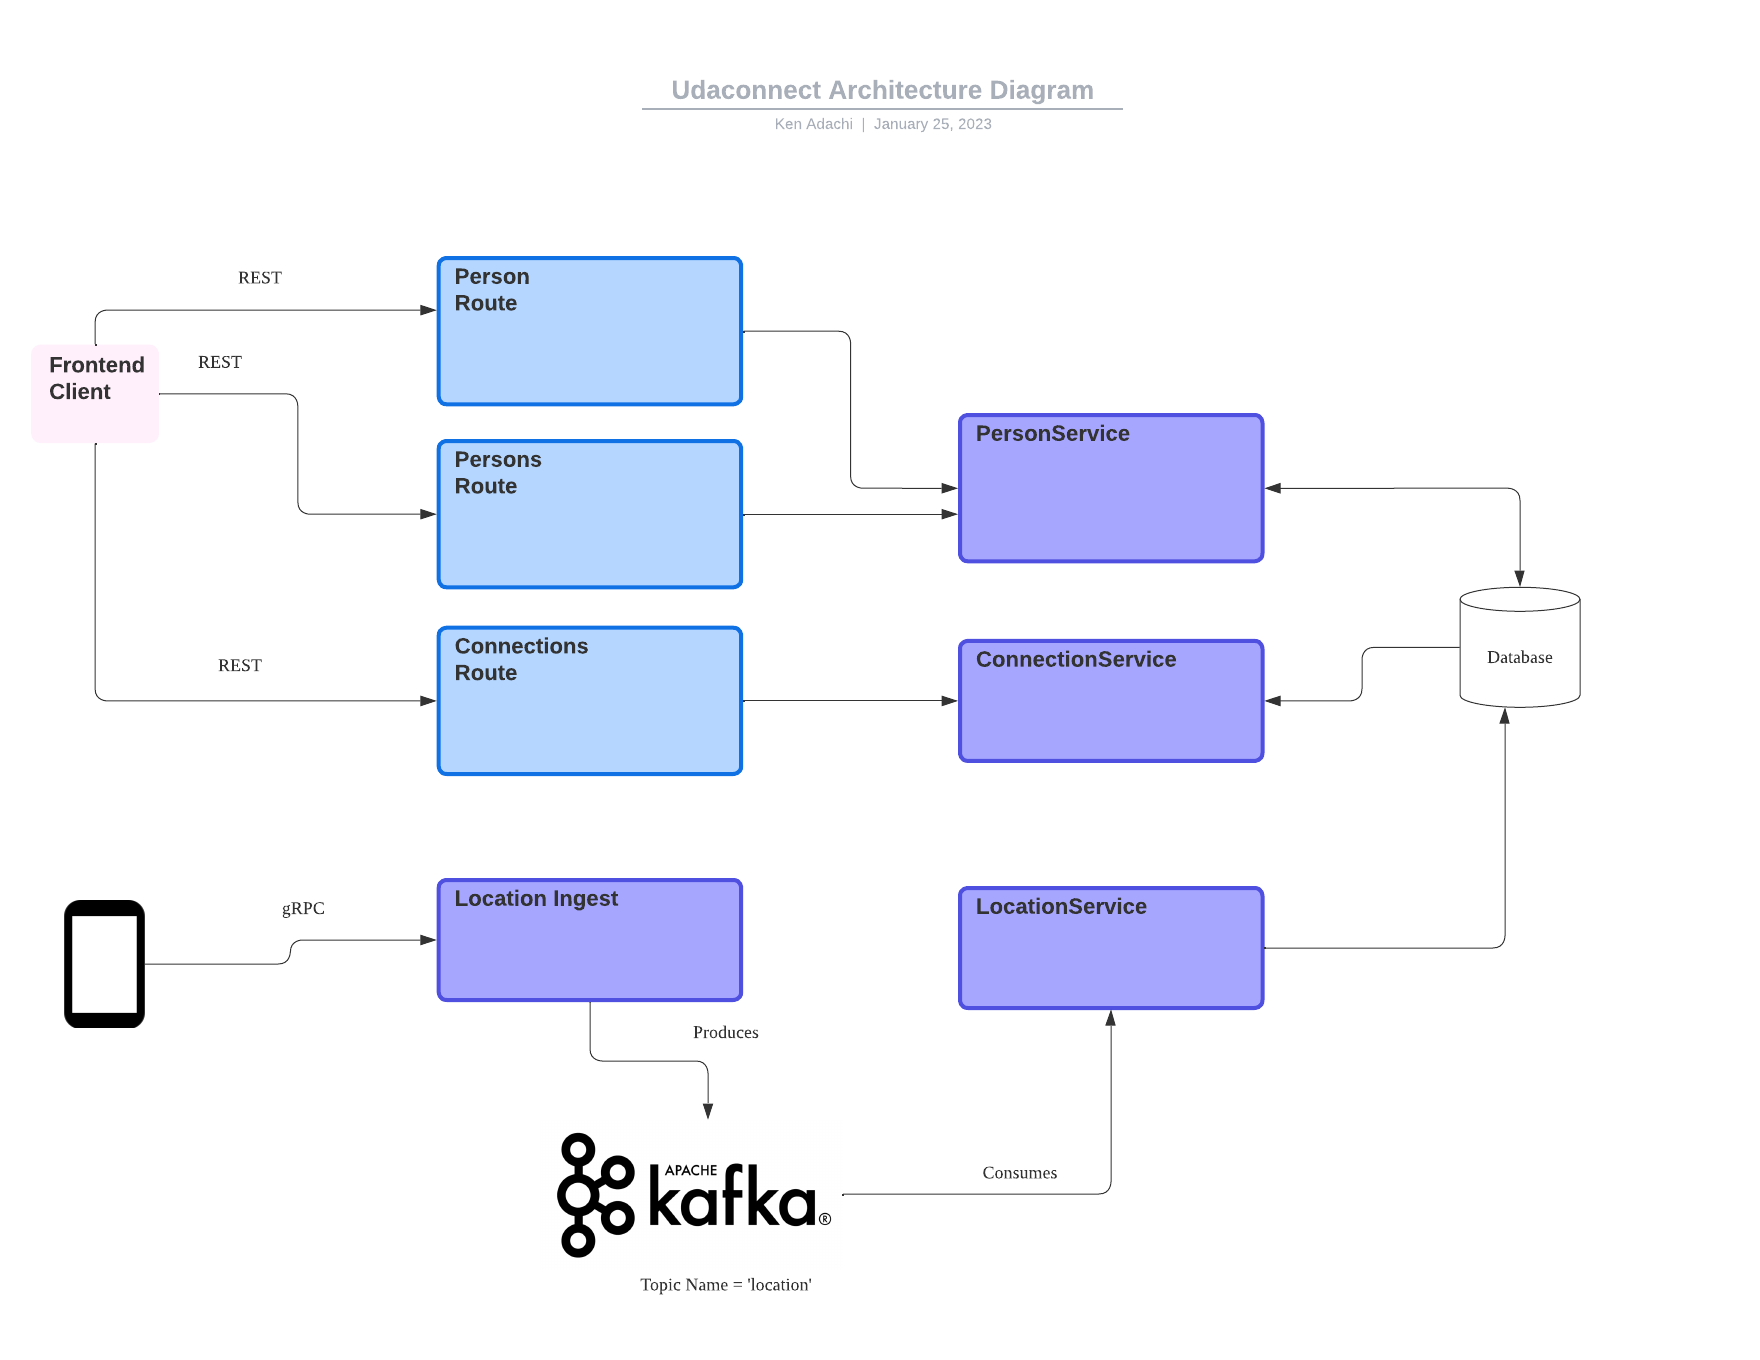 Udaconnect Architecture Diagram
Ken Adachi | January 25, 2023
REST
Person
Route
Frontend
Client
REST
Persons
Route
PersonService
REST
Connections
Route
ConnectionService
Database
gRPC
Location Ingest
LocationService
Produces
APACHE
kafka®
Consumes
Topic Name = 'location'